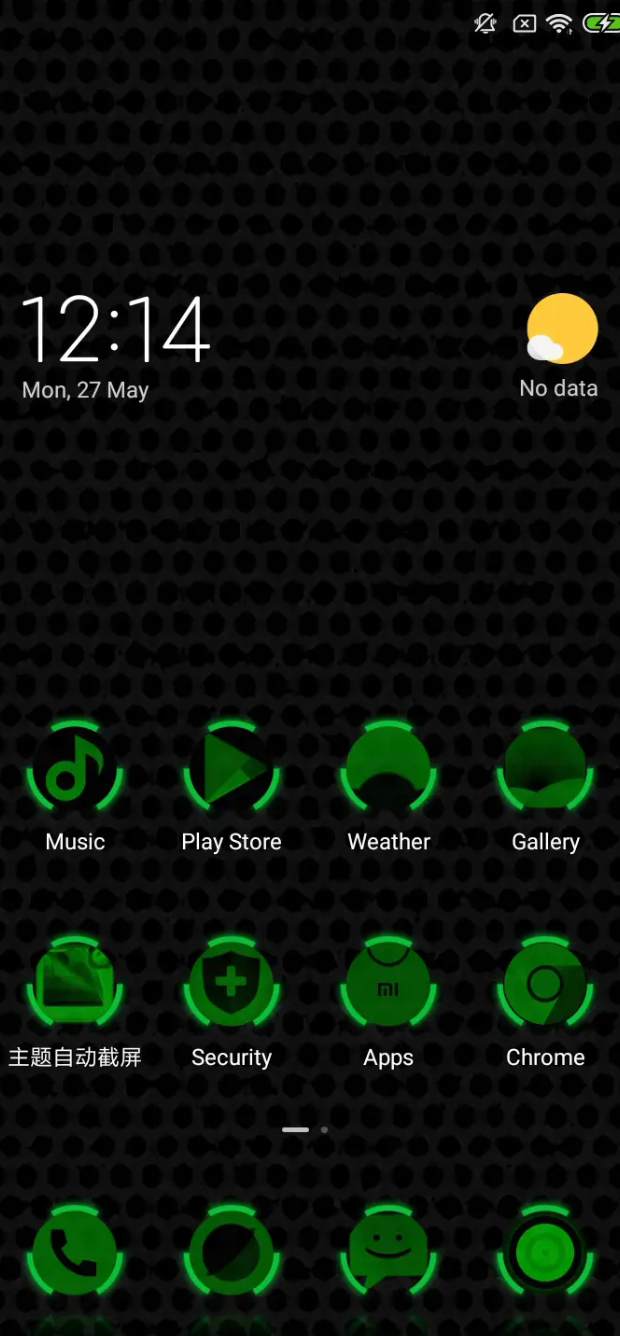 12:14
Mon, 27 May
No data
Music
Play Store
Weather
Gallery
mi
主题自动截屏
Security
Apps
Chrome